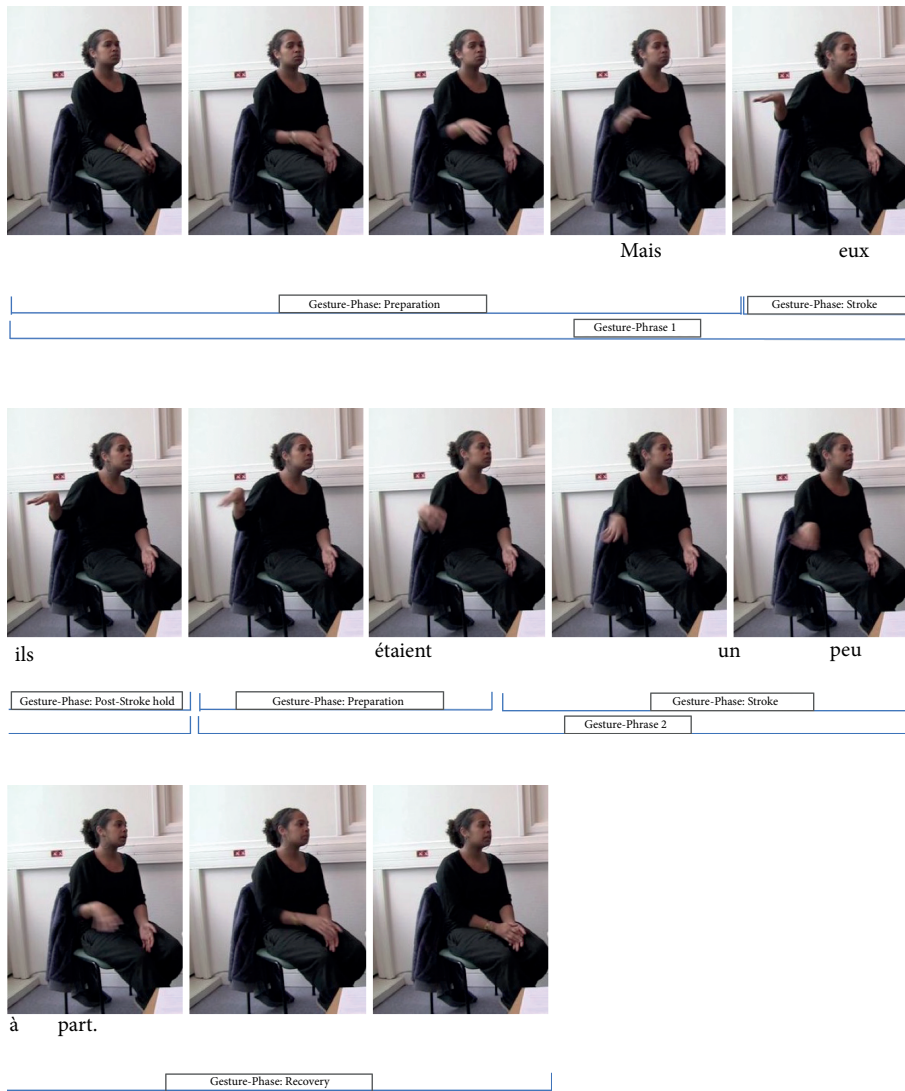 Mais eux
Gesture-Phase: Preparation Gesture-Phase: Stroke
Gesture-Phrase 1
ils étaient un peu
Gesture-Phase: Post-Stroke hold Gesture-Phase: Preparation Gesture-Phase: Stroke
Gesture-Phrase 2
à part.
Gesture-Phase: Recovery